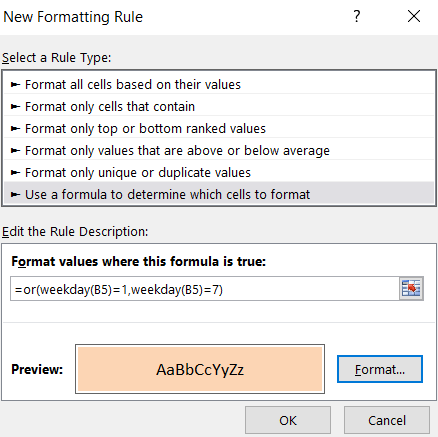 New Formatting Rule ? ×
Select a Rule Type:
► Format all cells based on their values
► Format only cells that contain
► Format only top or bottom ranked values
► Format only values that are above or below average
► Format only unique or duplicate values
► Use a formula to determine which cells to format
Edit the Rule Description:
Format values where this formula is true:
=or(weekday(B5)=1,weekday(B5)=7)
Preview: AaBbCcYyZz Format...
OK Cancel